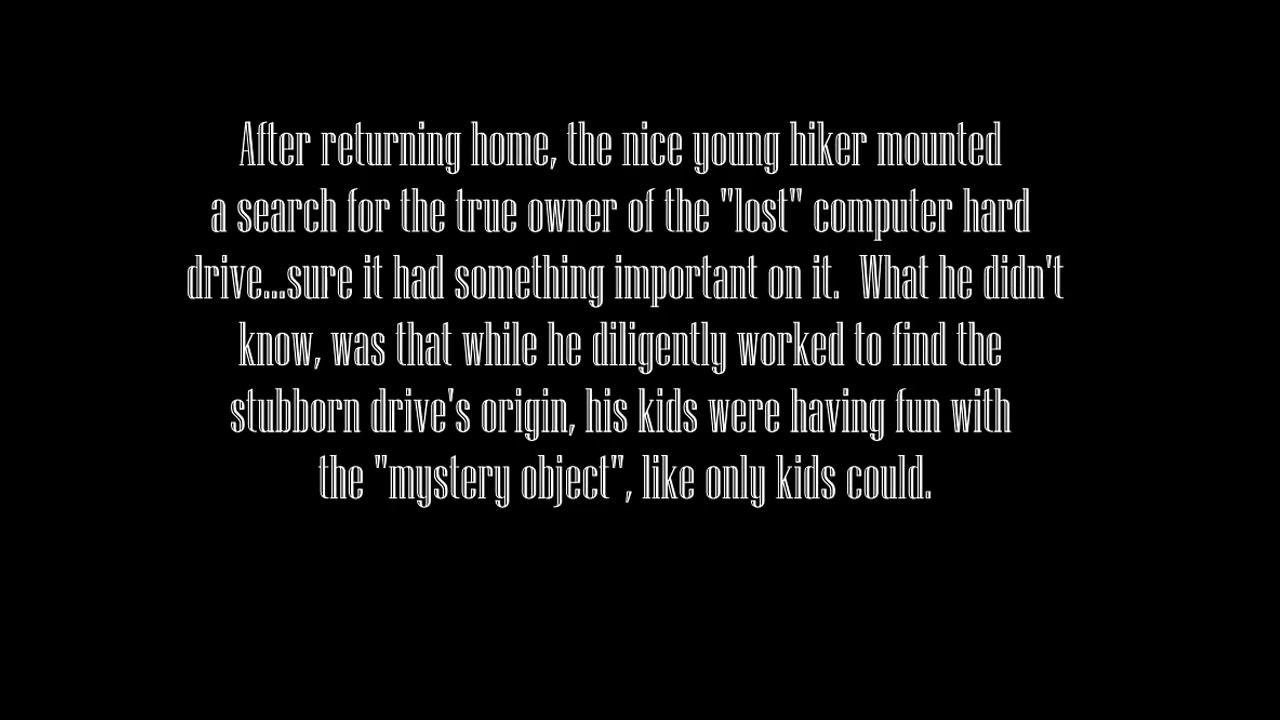 After returning home, the nice young hiker mounted
a search for the true owner of the "lost" computer hard
drive...sure it had something important on it.  What he didn't
know, was that while he diligently worked to find the
stubborn drive's origin, his kids were having fun with
the "mystery object", like only kids could.